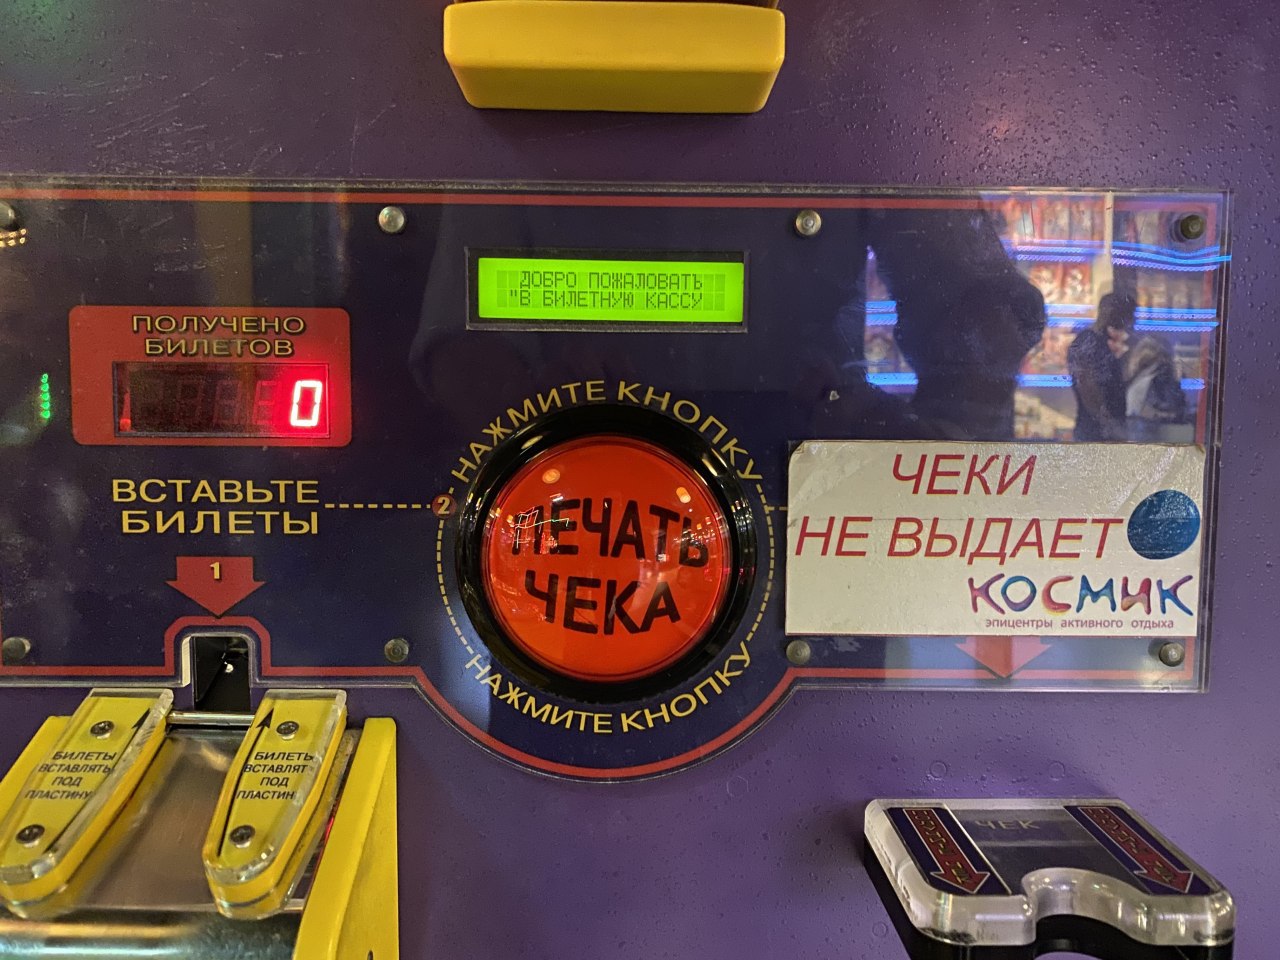 ДОБРО ПОЖАЛОВАТЬ
"В БИЛЕТНУЮ КАССУ
ПОЛУЧЕНО
БИЛЕТОВ
0
ВСТАВЬТЕ
БИЛЕТЫ
1
2
НАЖМИТЕ КНОПКУ
ПЕЧАТЬ
ЧЕКА
НАЖМИТЕ КНОПКУ
ЧЕКИ
НЕ ВЫДАЕТ
КОСМИК
эпицентры активного отдыха
БИЛЕТЫ
ВСТАВЛЯТЬ
ПОД
ПЛАСТИНУ
БИЛЕТЬ
ВСТАВЛЯТ
ПОД
ПЛАСТИН
ЧЕК